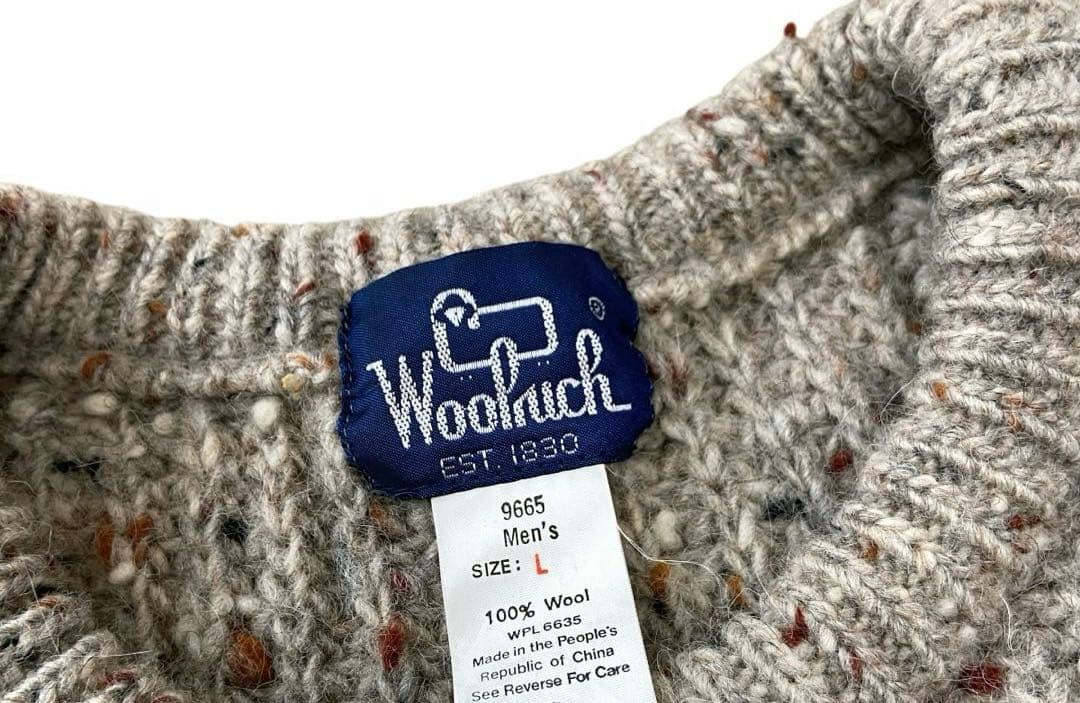 ®
Woolrich
EST. 1830
9665
Men's
SIZE: L
100% Wool
WPL 6635
Made in the People's
Republic of China
See Reverse For Care